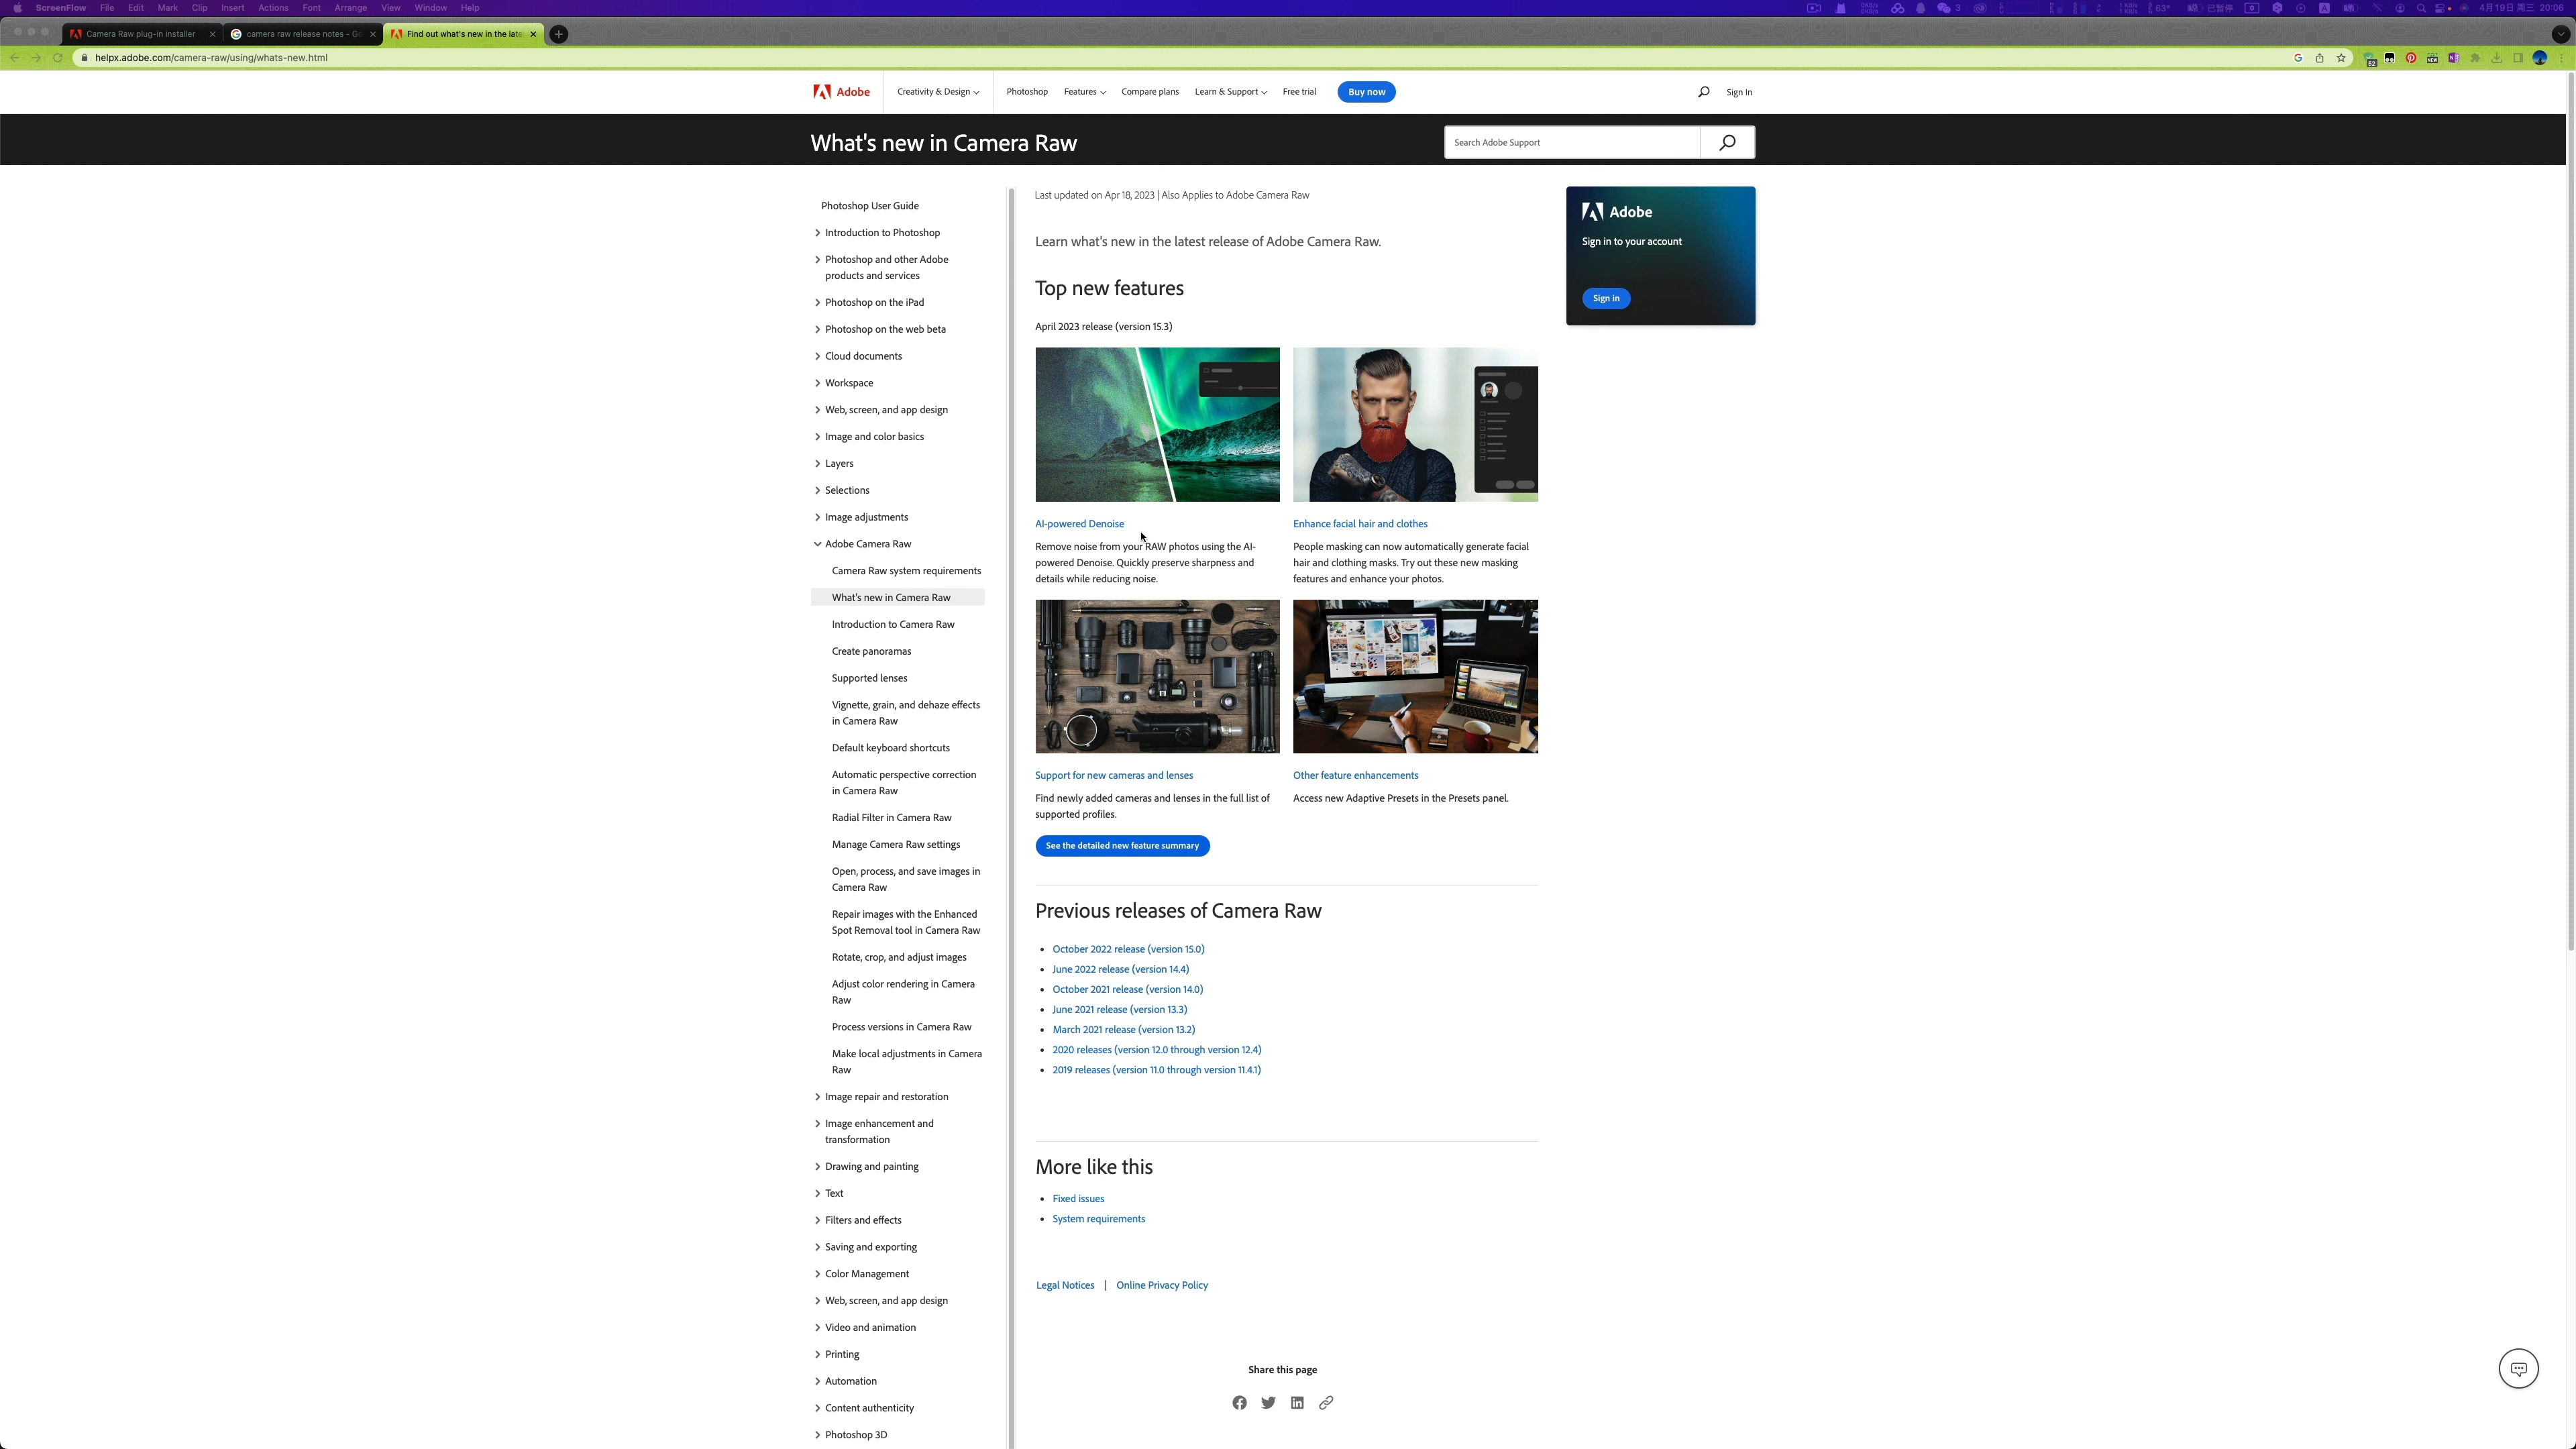 ScreenFlow File Edit Mark Clip Insert Actions Font Arrange View Window Help
3
63°
已暂停
4月19日 周三 20:06
Camera Raw plug-in installer
camera raw release notes - Go
Find out what's new in the late
helpx.adobe.com/camera-raw/using/whats-new.html
52
NEW
Adobe
Creativity & Design
Photoshop
Features
Compare plans
Learn & Support
Free trial
Buy now
Sign In
What's new in Camera Raw
Search Adobe Support
Photoshop User Guide
Introduction to Photoshop
Photoshop and other Adobe
products and services
Photoshop on the iPad
Photoshop on the web beta
Cloud documents
Workspace
Web, screen, and app design
Image and color basics
Layers
Selections
Image adjustments
Adobe Camera Raw
Camera Raw system requirements
What's new in Camera Raw
Introduction to Camera Raw
Create panoramas
Supported lenses
Vignette, grain, and dehaze effects
in Camera Raw
Default keyboard shortcuts
Automatic perspective correction
in Camera Raw
Radial Filter in Camera Raw
Manage Camera Raw settings
Open, process, and save images in
Camera Raw
Repair images with the Enhanced
Spot Removal tool in Camera Raw
Rotate, crop, and adjust images
Adjust color rendering in Camera
Raw
Process versions in Camera Raw
Make local adjustments in Camera
Raw
Image repair and restoration
Image enhancement and
transformation
Drawing and painting
Text
Filters and effects
Saving and exporting
Color Management
Web, screen, and app design
Video and animation
Printing
Automation
Content authenticity
Photoshop 3D
Last updated on Apr 18, 2023 | Also Applies to Adobe Camera Raw
Learn what's new in the latest release of Adobe Camera Raw.
Top new features
April 2023 release (version 15.3)
AI-powered Denoise
Remove noise from your RAW photos using the AI-
powered Denoise. Quickly preserve sharpness and
details while reducing noise.
Enhance facial hair and clothes
People masking can now automatically generate facial
hair and clothing masks. Try out these new masking
features and enhance your photos.
Support for new cameras and lenses
Find newly added cameras and lenses in the full list of
supported profiles.
Other feature enhancements
Access new Adaptive Presets in the Presets panel.
See the detailed new feature summary
Previous releases of Camera Raw
October 2022 release (version 15.0)
June 2022 release (version 14.4)
October 2021 release (version 14.0)
June 2021 release (version 13.3)
March 2021 release (version 13.2)
2020 releases (version 12.0 through version 12.4)
2019 releases (version 11.0 through version 11.4.1)
More like this
Fixed issues
System requirements
Legal Notices | Online Privacy Policy
Share this page
Adobe
Sign in to your account
Sign in